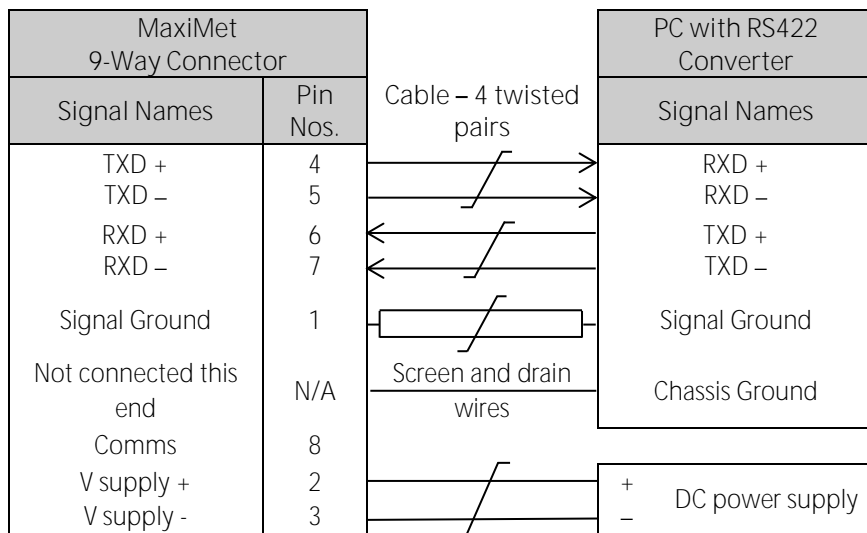 MaxiMet
9-Way Connector
PC with RS422
Converter
Signal Names
Pin
Nos.
Cable – 4 twisted
pairs
Signal Names
TXD + 4 RXD +
TXD – 5 RXD –
RXD + 6 TXD +
RXD – 7 TXD –
Signal Ground 1 Signal Ground
Not connected this
end
N/A
Screen and drain
wires
Chassis Ground
Comms 8
V supply + 2 +
V supply - 3 –
DC power supply